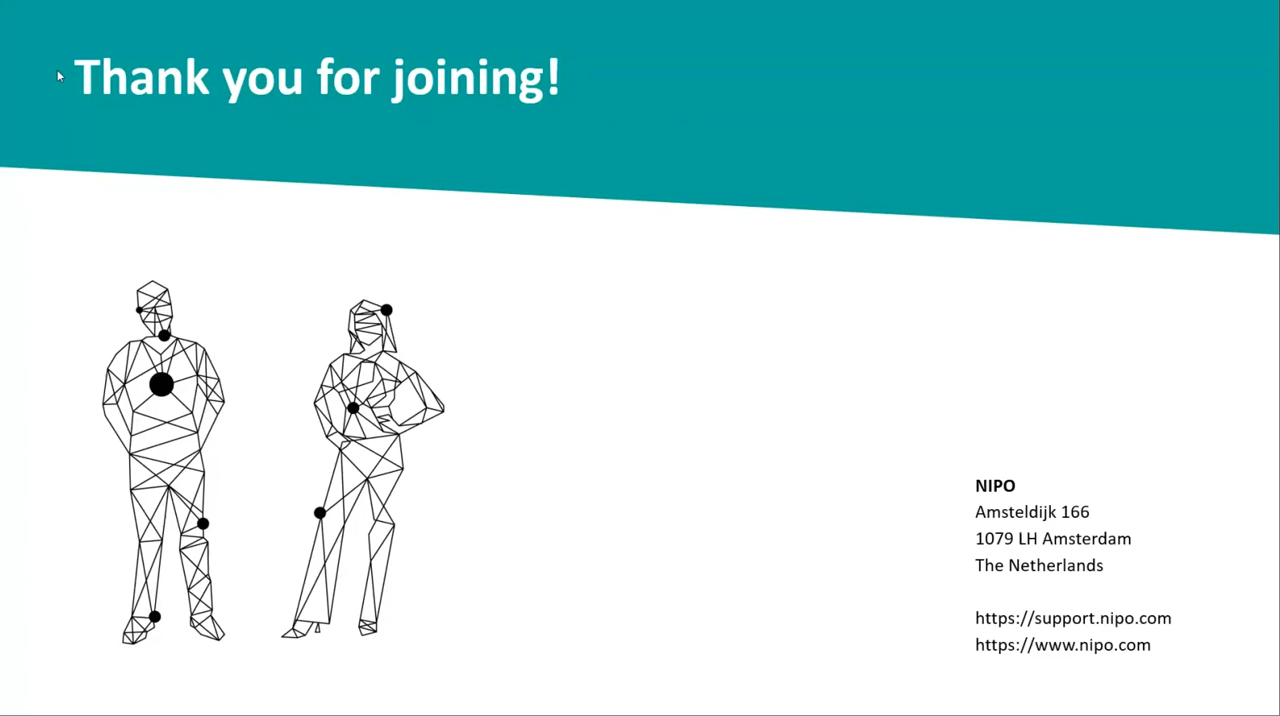 Thank you for joining!
NIPO
Amsteldijk 166
1079 LH Amsterdam
The Netherlands
https://support.nipo.com
https://www.nipo.com